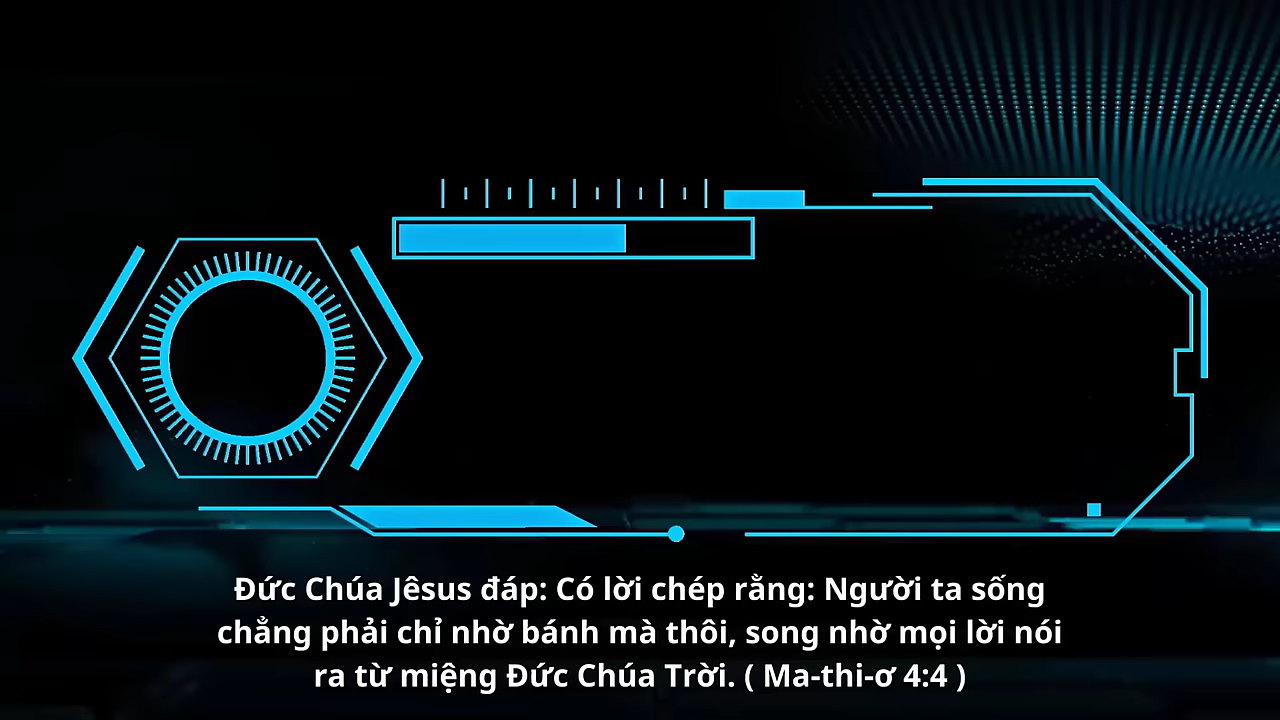 Đức Chúa Jêsus đáp: Có lời chép rằng: Người ta sống
chẳng phải chỉ nhờ bánh mà thôi, song nhờ mọi lời nói
ra từ miệng Đức Chúa Trời. ( Ma-thi-ơ 4:4 )